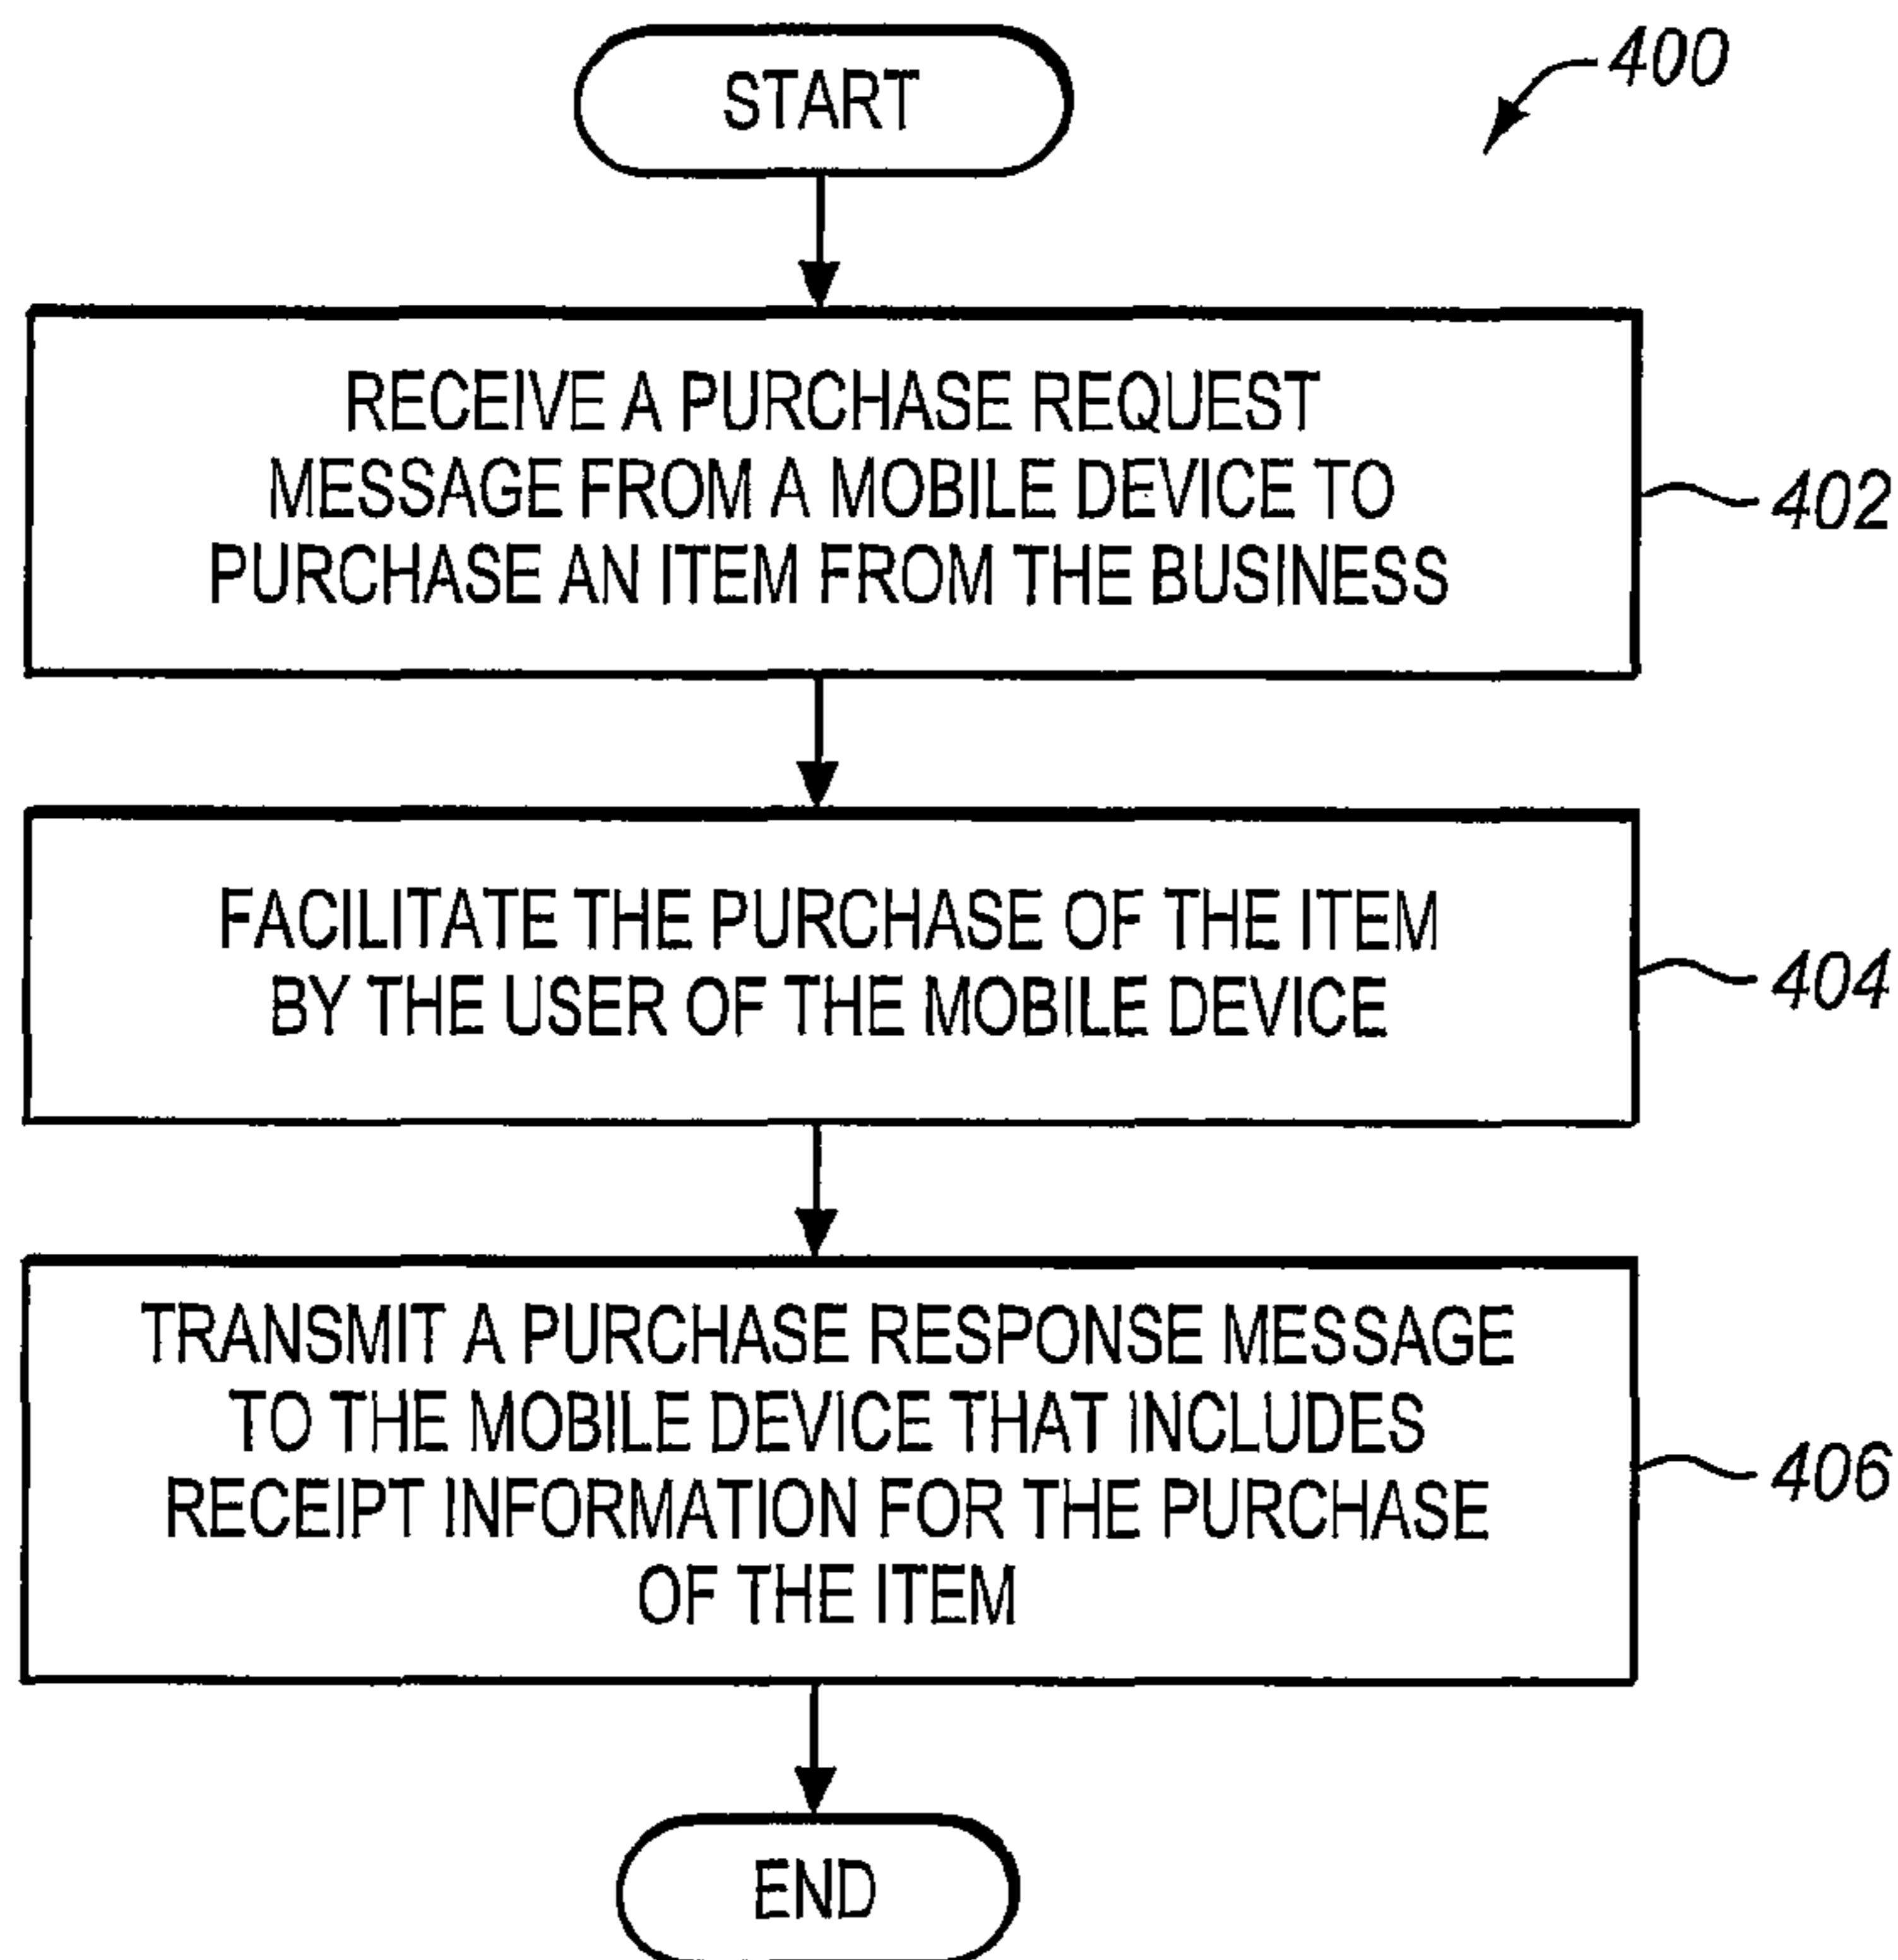 START
400
RECEIVE A PURCHASE REQUEST
MESSAGE FROM A MOBILE DEVICE TO
PURCHASE AN ITEM FROM THE BUSINESS
402
FACILITATE THE PURCHASE OF THE ITEM
BY THE USER OF THE MOBILE DEVICE
404
TRANSMIT A PURCHASE RESPONSE MESSAGE
TO THE MOBILE DEVICE THAT INCLUDES
RECEIPT INFORMATION FOR THE PURCHASE
OF THE ITEM
406
END